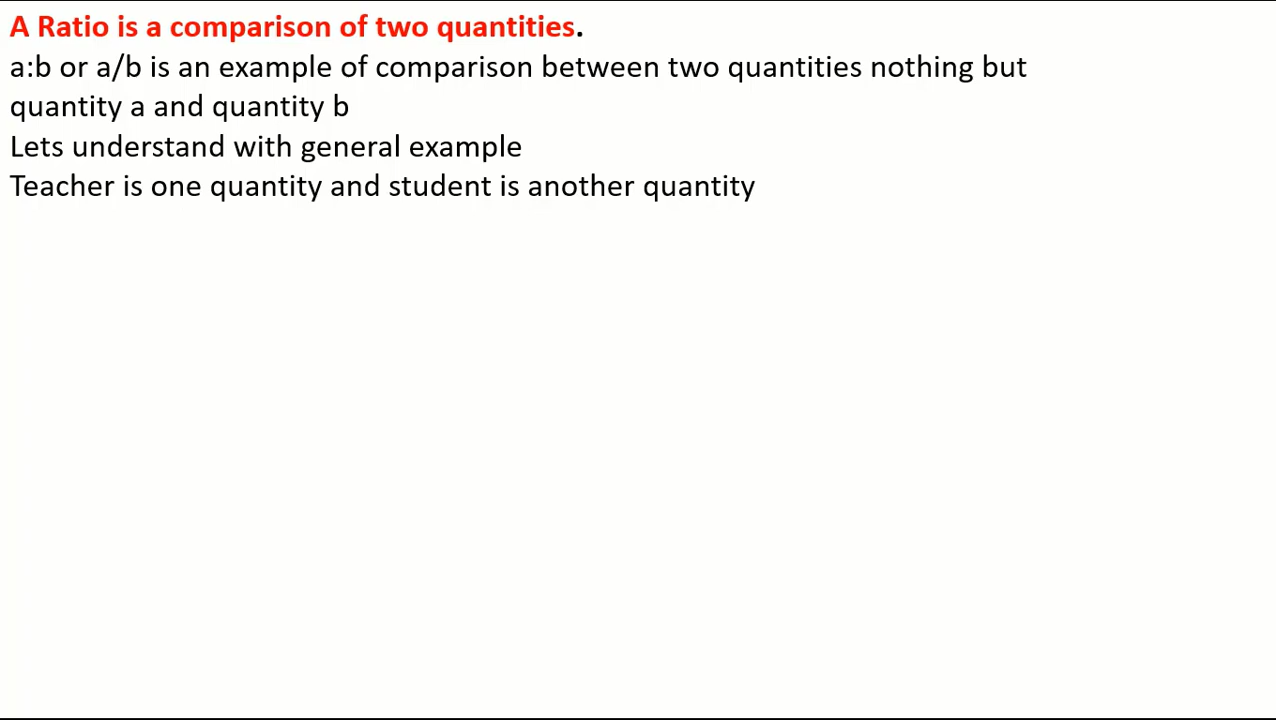 A Ratio is a comparison of two quantities.
a:b or a/b is an example of comparison between two quantities nothing but
quantity a and quantity b
Lets understand with general example
Teacher is one quantity and student is another quantity